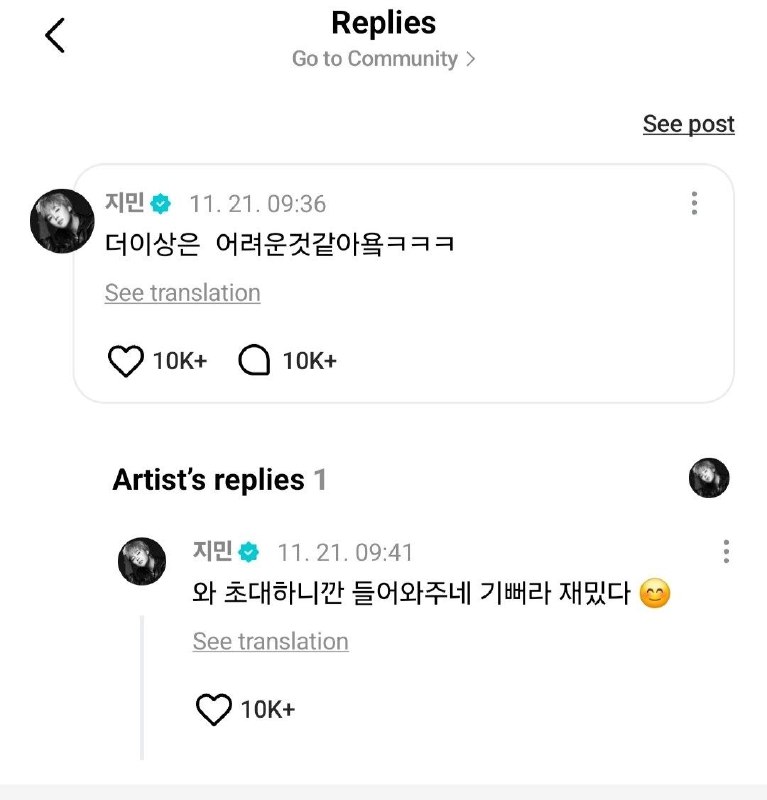 Replies
Go to Community >
See post
지민 11. 21. 09:36
더이상은 어려운것같아욬ㅋㅋㅋ
See translation
10K+ 10K+
Artist's replies 1
지민 11. 21. 09:41
와 초대하니깐 들어와주네 기뻐라 재밌다 😊
See translation
10K+